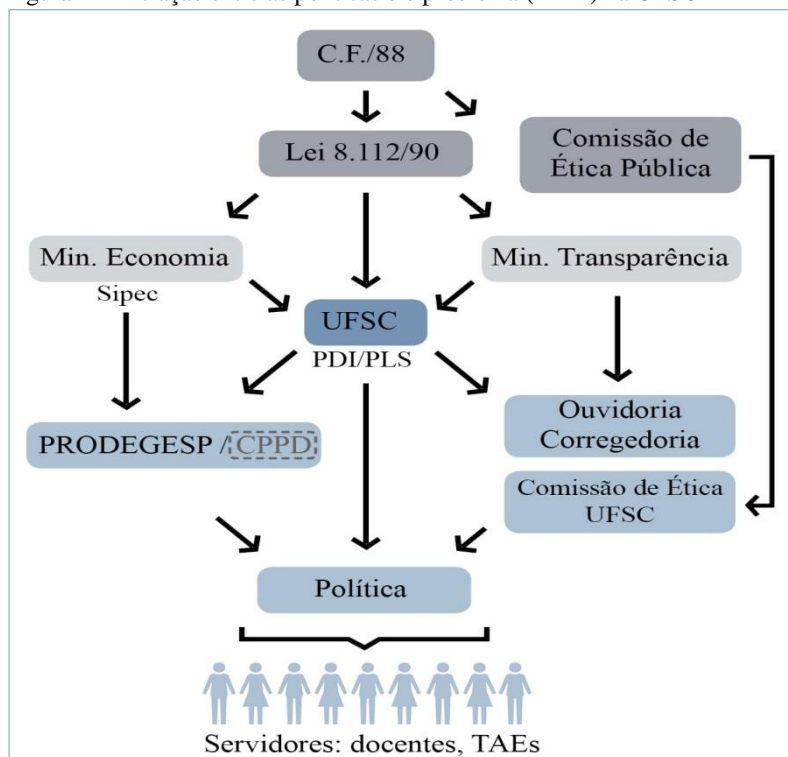 C.F./88
Lei 8.112/90
Comissão de
Ética Pública
Min. Economia
Sipec
Min. Transparência
UFSC
PDI/PLS
PRODEGESP / CPPD
Ouvidoria
Corregedoria
Comissão de Ética
UFSC
Política
Servidores: docentes, TAEs